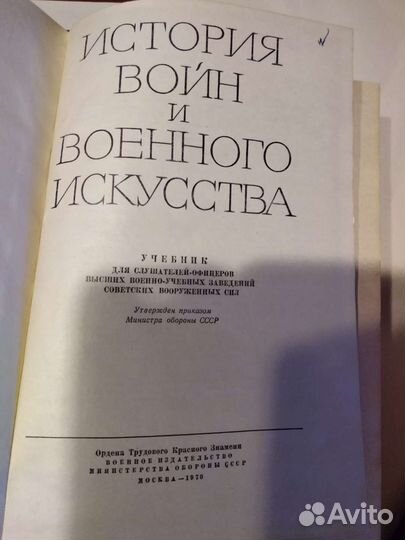 ИСТОРИЯ
ВОЙН
И
ВОЕННОГО
ИСКУССТВА
УЧЕБНИК
ДЛЯ СЛУШАТЕЛЕЙ-ОФИЦЕРОВ
ВЫСШИХ ВОЕННО-УЧЕБНЫХ ЗАВЕДЕНИЙ
СОВЕТСКИХ ВООРУЖЕННЫХ СИЛ
Утвержден приказом
Министра обороны СССР
Ордена Трудового Красного Знамени
ВОЕННОЕ ИЗДАТЕЛЬСТВО
МИНИСТЕРСТВА ОБОРОНЫ СССР
МОСКВА—1970
Avito